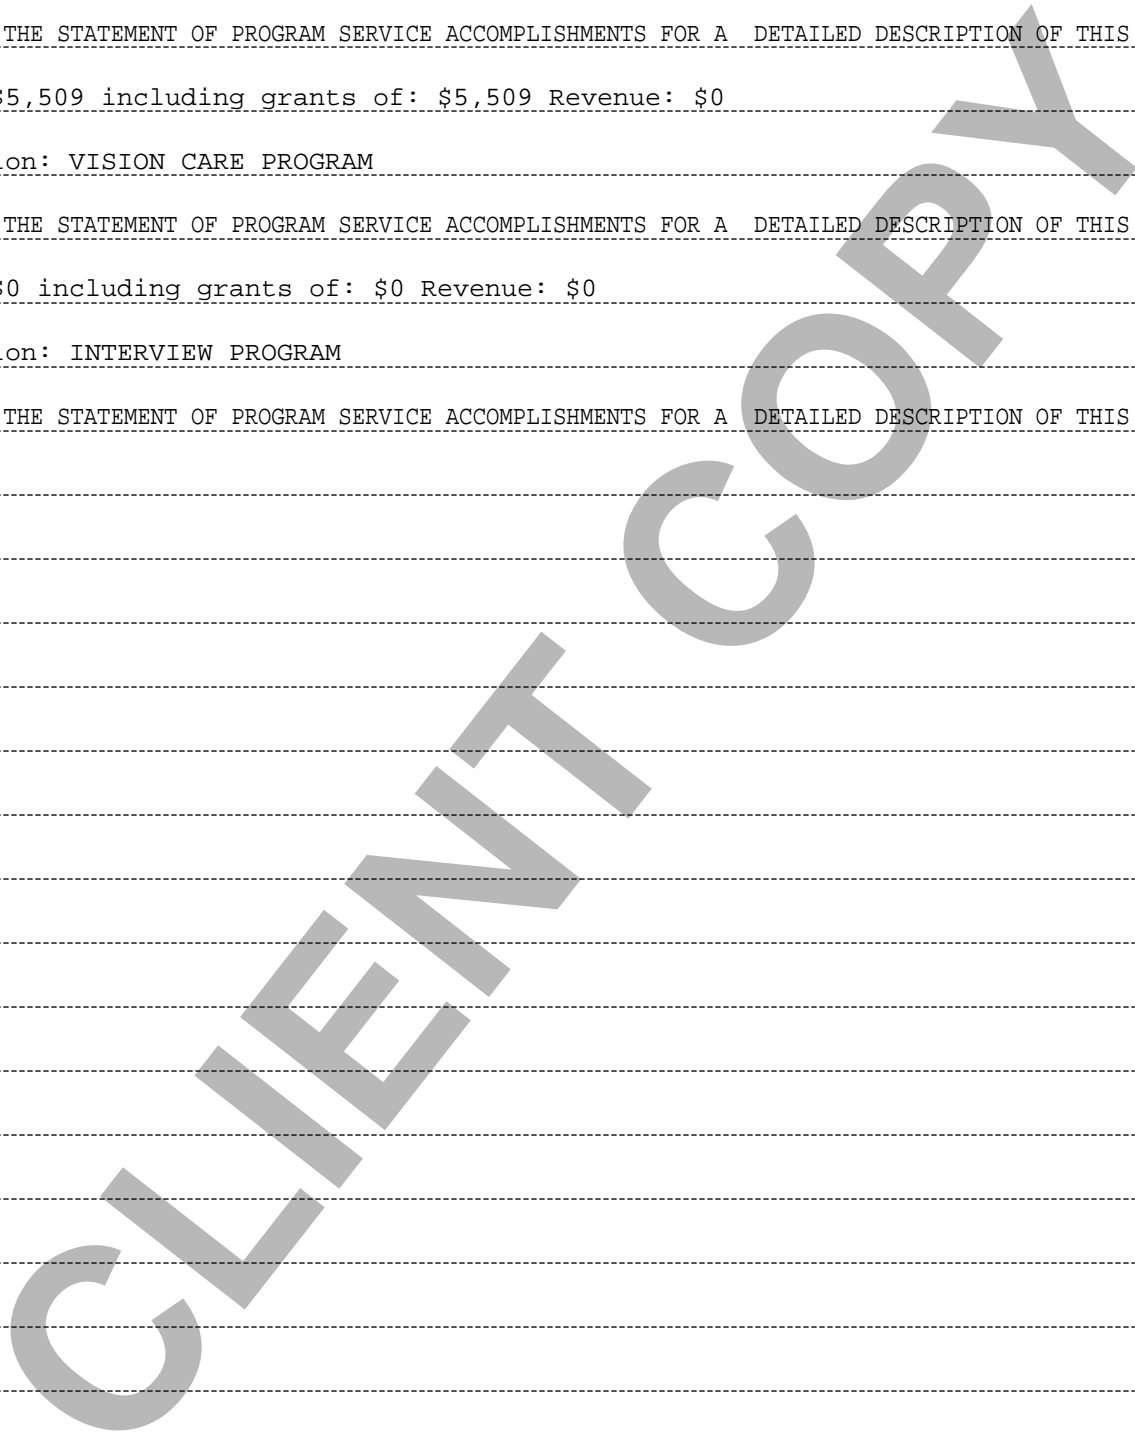 THE STATEMENT OF PROGRAM SERVICE ACCOMPLISHMENTS FOR A DETAILED DESCRIPTION OF THIS
$5,509 including grants of: $5,509 Revenue: $0
ion: VISION CARE PROGRAM
THE STATEMENT OF PROGRAM SERVICE ACCOMPLISHMENTS FOR A DETAILED DESCRIPTION OF THIS
$0 including grants of: $0 Revenue: $0
ion: INTERVIEW PROGRAM
THE STATEMENT OF PROGRAM SERVICE ACCOMPLISHMENTS FOR A DETAILED DESCRIPTION OF THIS
CLIENT COPY